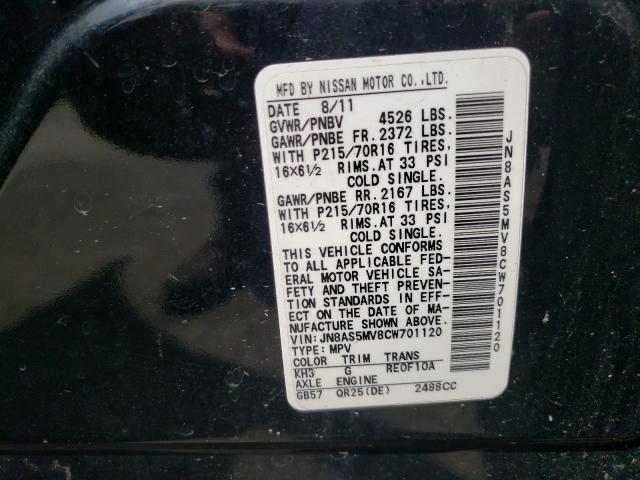 MFD BY NISSAN MOTOR CO.,LTD.
DATE 8/11
GVWR/PNBV 4526 LBS.
GAWR/PNBE FR. 2372 LBS.
WITH P215/70R16 TIRES,
16×6½ RIMS. AT 33 PSI
COLD SINGLE.
GAWR/PNBE RR. 2167 LBS.
WITH P215/70R16 TIRES,
16×6½ RIMS. AT 33 PSI
COLD SINGLE.
THIS VEHICLE CONFORMS
TO ALL APPLICABLE FED-
ERAL MOTOR VEHICLE SA-
FETY AND THEFT PREVEN-
TION STANDARDS IN EFF-
ECT ON THE DATE OF MA-
NUFACTURE SHOWN ABOVE.
VIN: JN8AS5MV8CW701120
TYPE: MPV
COLOR TRIM TRANS
KH3 G RE0F10A
AXLE ENGINE
GB57 QR25(DE) 2488CC
JN8AS5MV8CW701120